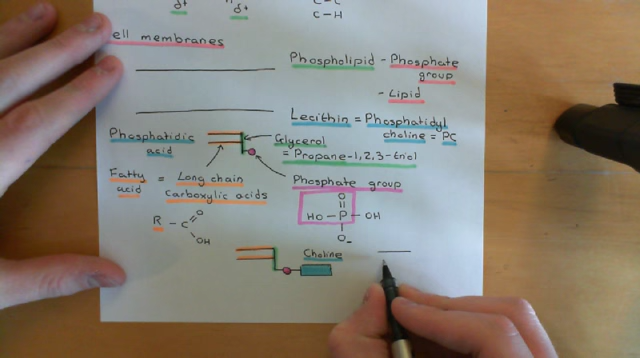 δ+
δ+
C-C
C-H
ell membranes
Phospholipid - Phosphate
group
- Lipid
Lecithin = Phosphatidyl
choline = PC
Phosphatidic
acid
Glycerol
= Propane-1,2,3-triol
Fatty = Long chain
acid carboxylic acids
Phosphate group
O
HO-P-OH
O-
R-C
O
OH
Choline